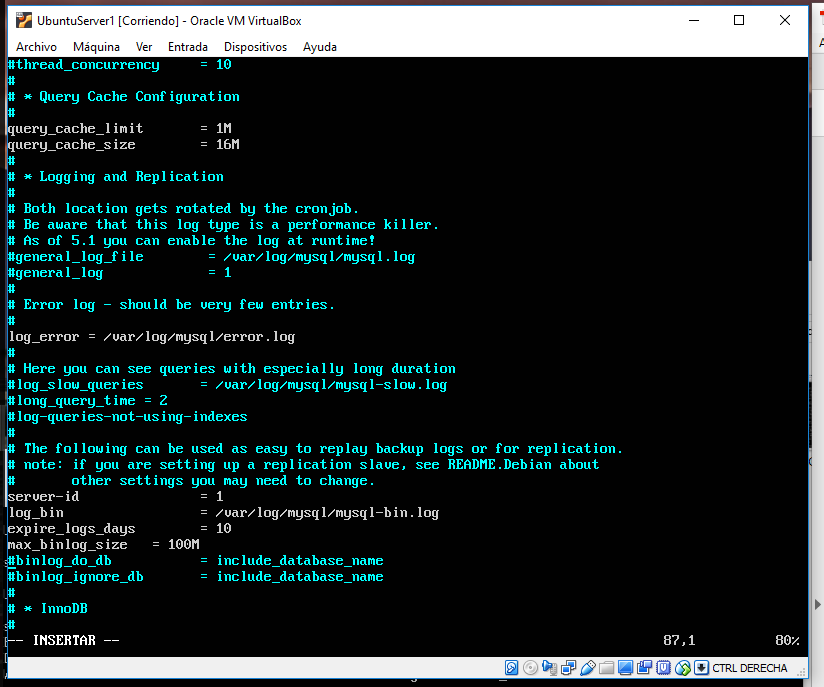 UbuntuServer1 [Corriendo] - Oracle VM VirtualBox
Archivo Máquina Ver Entrada Dispositivos Ayuda
#thread_concurrency     = 10
#
# * Query Cache Configuration
#
query_cache_limit       = 1M
query_cache_size        = 16M
#
# * Logging and Replication
#
# Both location gets rotated by the cronjob.
# Be aware that this log type is a performance killer.
# As of 5.1 you can enable the log at runtime!
#general_log_file        = /var/log/mysql/mysql.log
#general_log             = 1
#
# Error log - should be very few entries.
#
log_error = /var/log/mysql/error.log
#
# Here you can see queries with especially long duration
#log_slow_queries       = /var/log/mysql/mysql-slow.log
#long_query_time = 2
#log-queries-not-using-indexes
#
# The following can be used as easy to replay backup logs or for replication.
# note: if you are setting up a replication slave, see README.Debian about
#       other settings you may need to change.
server-id               = 1
log_bin                 = /var/log/mysql/mysql-bin.log
expire_logs_days        = 10
max_binlog_size   = 100M
#binlog_do_db           = include_database_name
#binlog_ignore_db       = include_database_name
#
# * InnoDB
#
-- INSERTAR --                                                                    87,1          80%
CTRL DERECHA